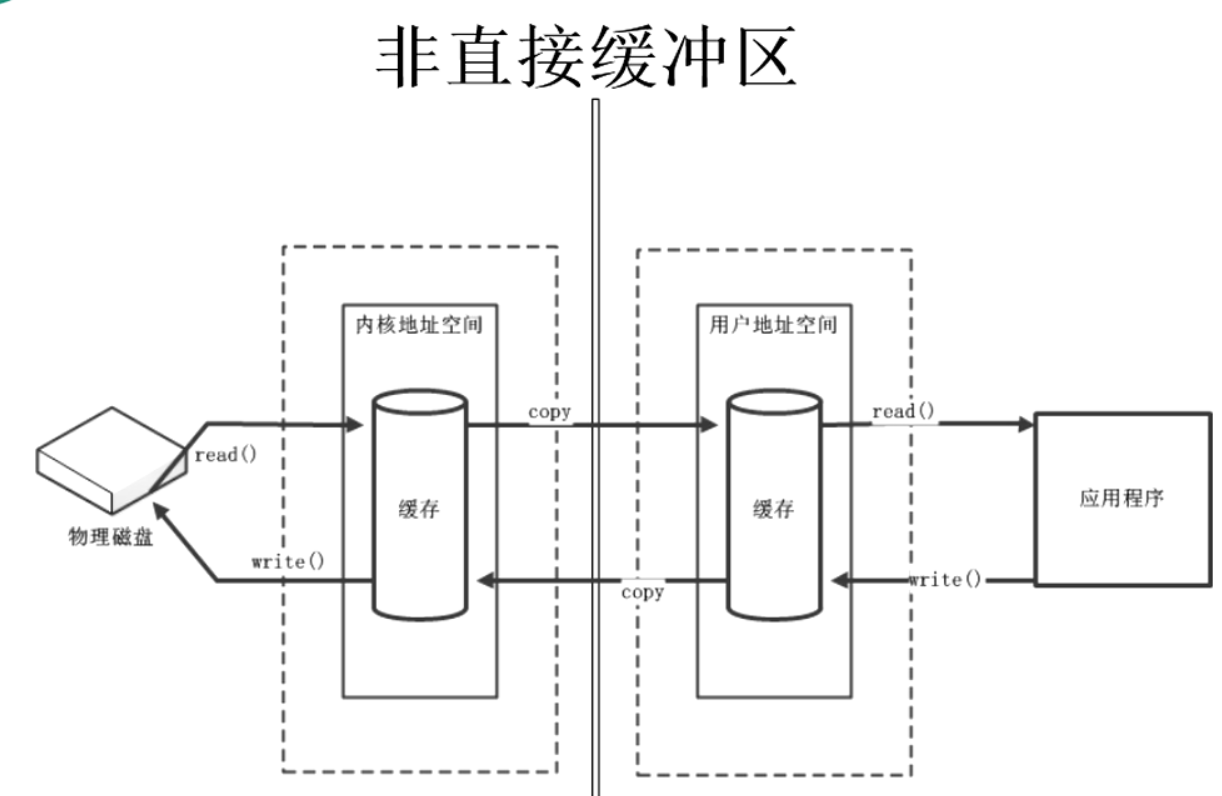 非直接缓冲区
内核地址空间
用户地址空间
copy
read()
read()
缓存
缓存
应用程序
物理磁盘
write()
copy
write()